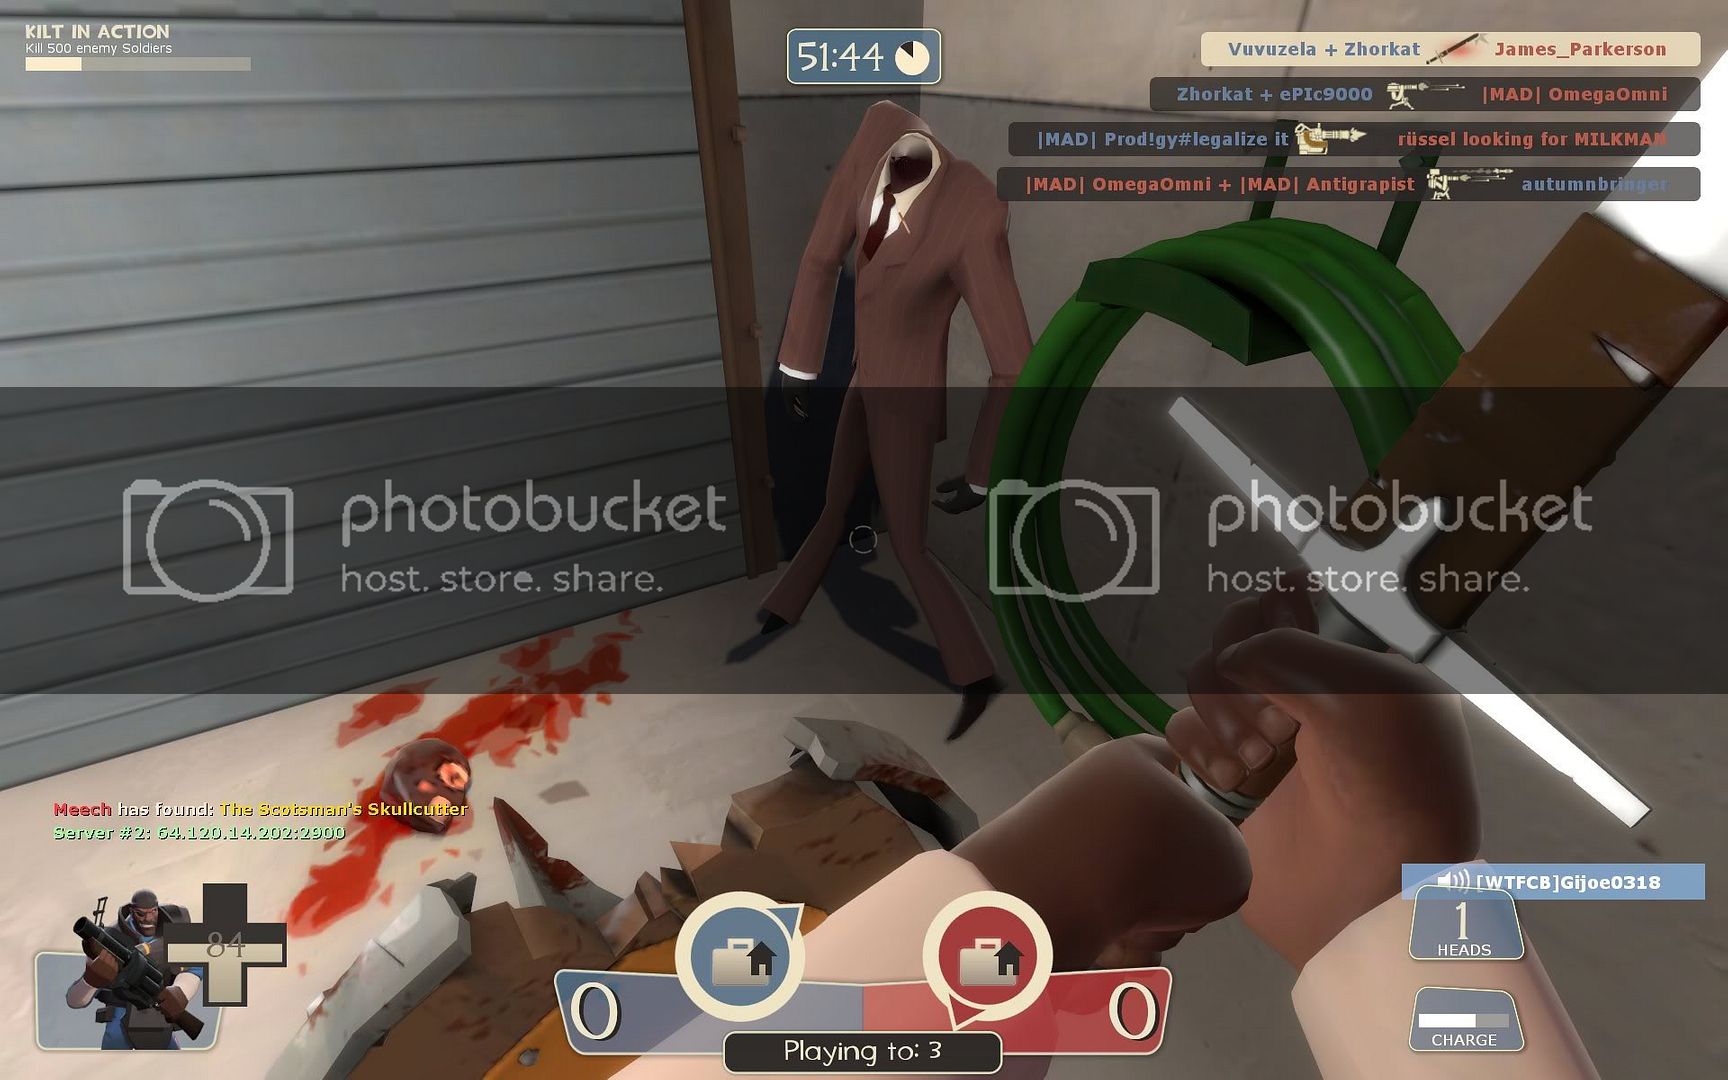 KILT IN ACTION
Kill 500 enemy Soldiers
51:44
Vuvuzela + Zhorkat James_Parkerson
Zhorkat + ePIc9000 |MAD| OmegaOmni
|MAD| Prod!gy#legalize it rüssel looking for MILKMAN
|MAD| OmegaOmni + |MAD| Antigrapist autumnbringer
photobucket
host. store. share.
photobucket
host. store. share.
Meech has found: The Scotsman's Skullcutter
Server #2: 64.120.14.202:2900
84
[WTFCB]Gijoe0318
1
HEADS
0
0
Playing to: 3
CHARGE